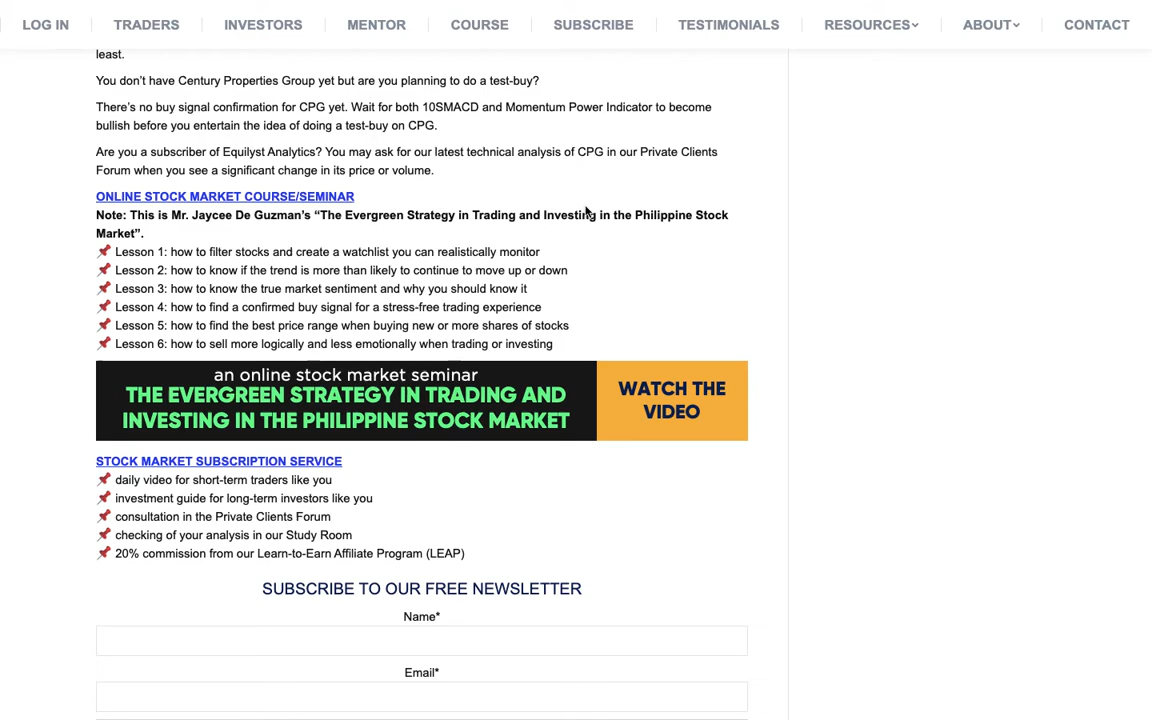 LOG IN TRADERS INVESTORS MENTOR COURSE SUBSCRIBE TESTIMONIALS RESOURCES ABOUT CONTACT
least.
You don't have Century Properties Group yet but are you planning to do a test-buy?
There's no buy signal confirmation for CPG yet. Wait for both 10SMACD and Momentum Power Indicator to become
bullish before you entertain the idea of doing a test-buy on CPG.
Are you a subscriber of Equilyst Analytics? You may ask for our latest technical analysis of CPG in our Private Clients
Forum when you see a significant change in its price or volume.
ONLINE STOCK MARKET COURSE/SEMINAR
Note: This is Mr. Jaycee De Guzman's “The Evergreen Strategy in Trading and Investing in the Philippine Stock
Market”.
📌 Lesson 1: how to filter stocks and create a watchlist you can realistically monitor
📌 Lesson 2: how to know if the trend is more than likely to continue to move up or down
📌 Lesson 3: how to know the true market sentiment and why you should know it
📌 Lesson 4: how to find a confirmed buy signal for a stress-free trading experience
📌 Lesson 5: how to find the best price range when buying new or more shares of stocks
📌 Lesson 6: how to sell more logically and less emotionally when trading or investing
an online stock market seminar
THE EVERGREEN STRATEGY IN TRADING AND
INVESTING IN THE PHILIPPINE STOCK MARKET
WATCH THE
VIDEO
STOCK MARKET SUBSCRIPTION SERVICE
📌 daily video for short-term traders like you
📌 investment guide for long-term investors like you
📌 consultation in the Private Clients Forum
📌 checking of your analysis in our Study Room
📌 20% commission from our Learn-to-Earn Affiliate Program (LEAP)
SUBSCRIBE TO OUR FREE NEWSLETTER
Name*
Email*